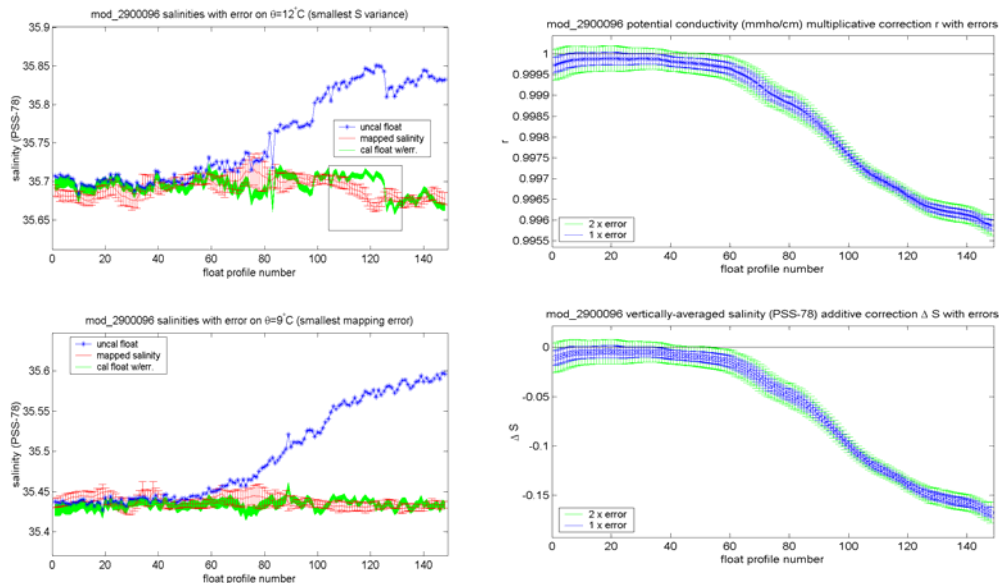 mod_2900096 salinities with error on θ=12°C (smallest S variance)
35.9
35.85
35.8
35.75
35.7
35.65
salinity (PSS-78)
uncal float
mapped salinity
cal float w/err.
0 20 40 60 80 100 120 140
float profile number
mod_2900096 potential conductivity (mmho/cm) multiplicative correction r with errors
1
0.9995
0.999
0.9985
0.998
0.9975
0.997
0.9965
0.996
0.9955
r
2 x error
1 x error
0 20 40 60 80 100 120 140
float profile number
mod_2900096 salinities with error on θ=9°C (smallest mapping error)
uncal float
mapped salinity
cal float w/err.
35.6
35.55
35.5
35.45
35.4
salinity (PSS-78)
0 20 40 60 80 100 120 140
float profile number
mod_2900096 vertically-averaged salinity (PSS-78) additive correction Δ S with errors
0
-0.05
-0.1
-0.15
Δ S
2 x error
1 x error
0 20 40 60 80 100 120 140
float profile number